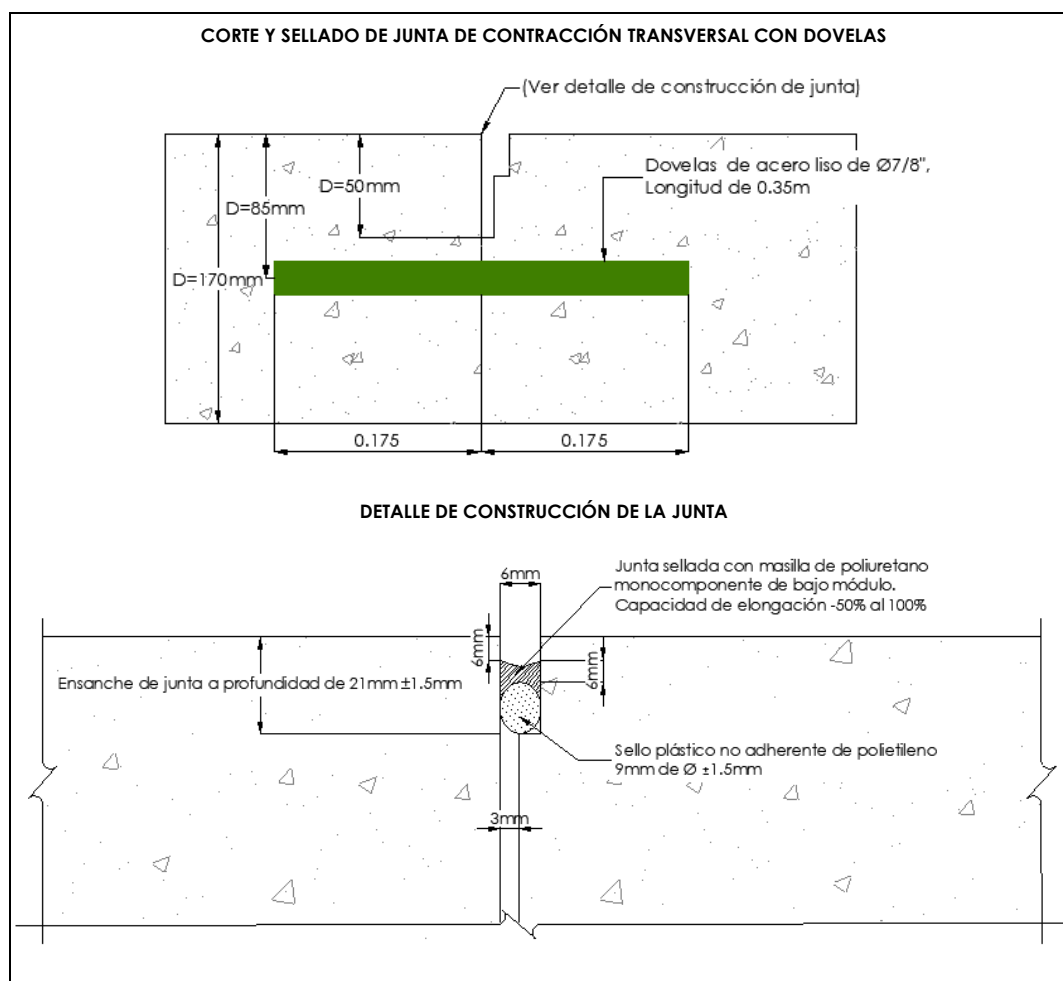 CORTE Y SELLADO DE JUNTA DE CONTRACCIÓN TRANSVERSAL CON DOVELAS
(Ver detalle de construcción de junta)
Dovelas de acero liso de Ø7/8",
Longitud de 0.35m
D=50mm
D=85mm
D=170mm
0.175
0.175
DETALLE DE CONSTRUCCIÓN DE LA JUNTA
6mm
Junta sellada con masilla de poliuretano
monocomponente de bajo módulo.
Capacidad de elongación -50% al 100%
6mm
6mm
Ensanche de junta a profundidad de 21mm ±1.5mm
Sello plástico no adherente de polietileno
9mm de Ø ±1.5mm
3mm